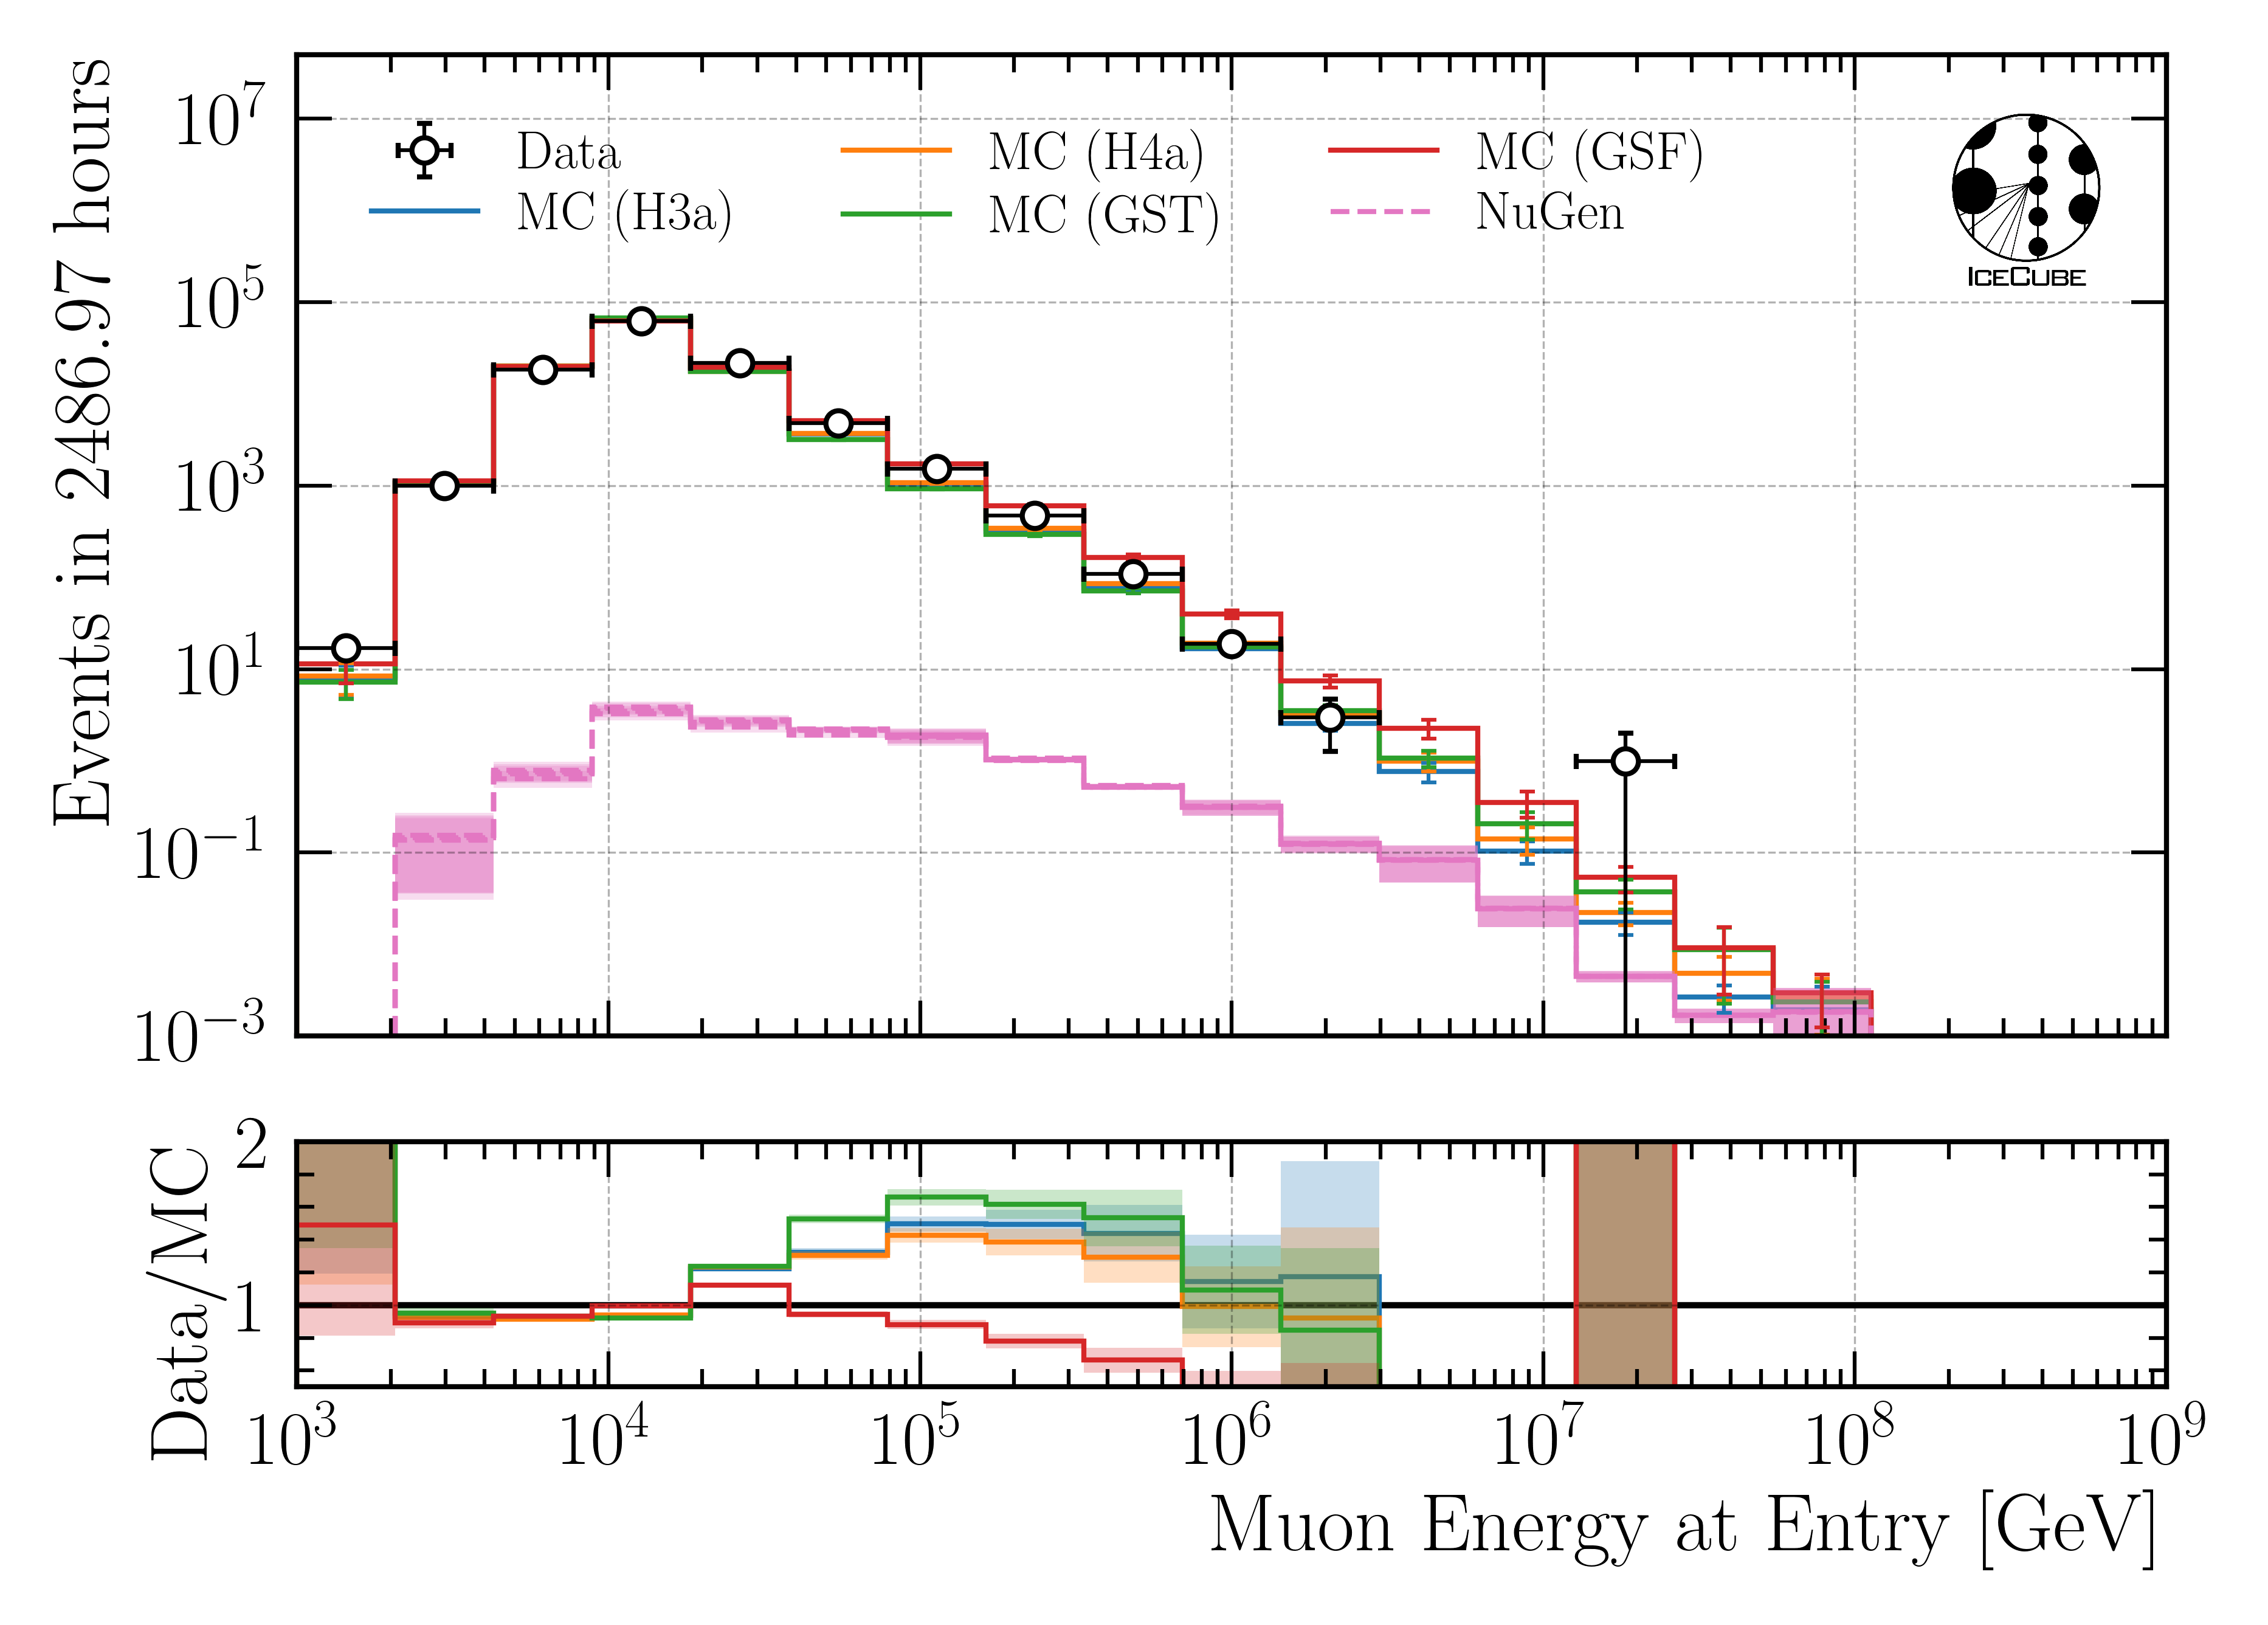 Events in 2486.97 hours
10^7
10^5
10^3
10^1
10^−1
10^−3
Data
MC (H3a)
MC (H4a)
MC (GST)
MC (GSF)
NuGen
ICECUBE
Data/MC
2
1
10^3 10^4 10^5 10^6 10^7 10^8 10^9
Muon Energy at Entry [GeV]